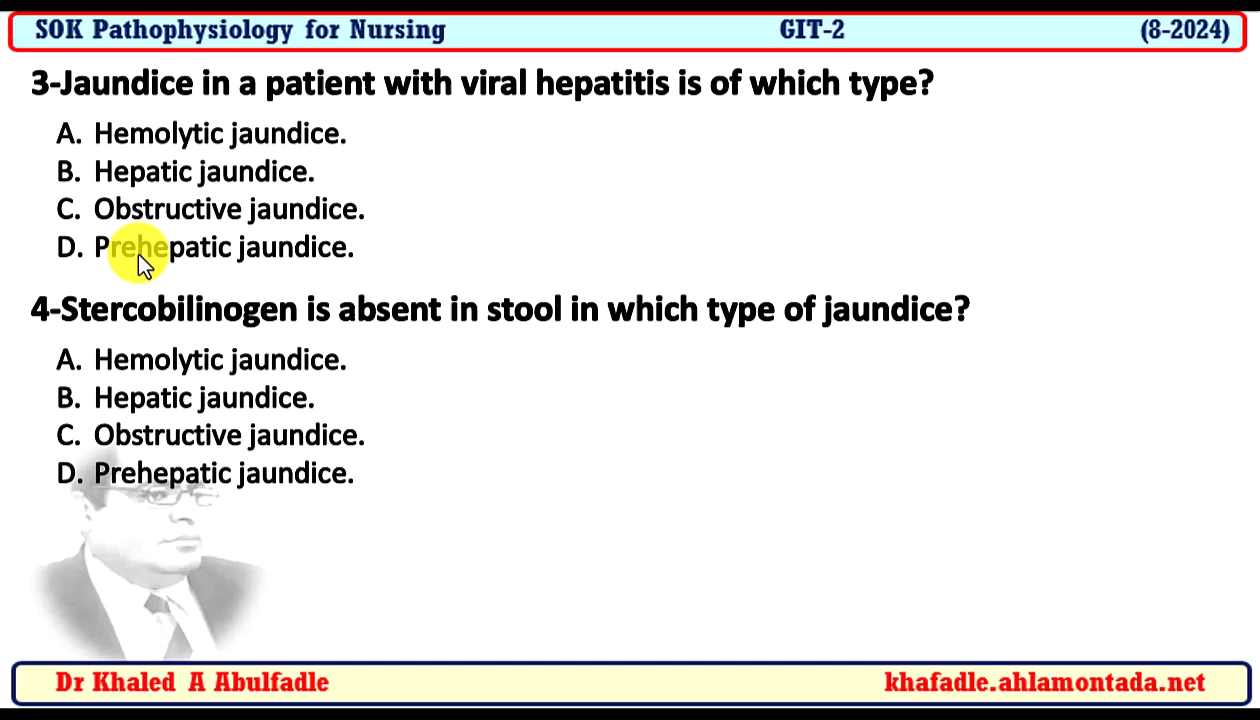 SOK Pathophysiology for Nursing GIT-2 (8-2024)
3-Jaundice in a patient with viral hepatitis is of which type?
A. Hemolytic jaundice.
B. Hepatic jaundice.
C. Obstructive jaundice.
D. Prehepatic jaundice.
4-Stercobilinogen is absent in stool in which type of jaundice?
A. Hemolytic jaundice.
B. Hepatic jaundice.
C. Obstructive jaundice.
D. Prehepatic jaundice.
Dr Khaled A Abulfadle khafadle.ahlamontada.net